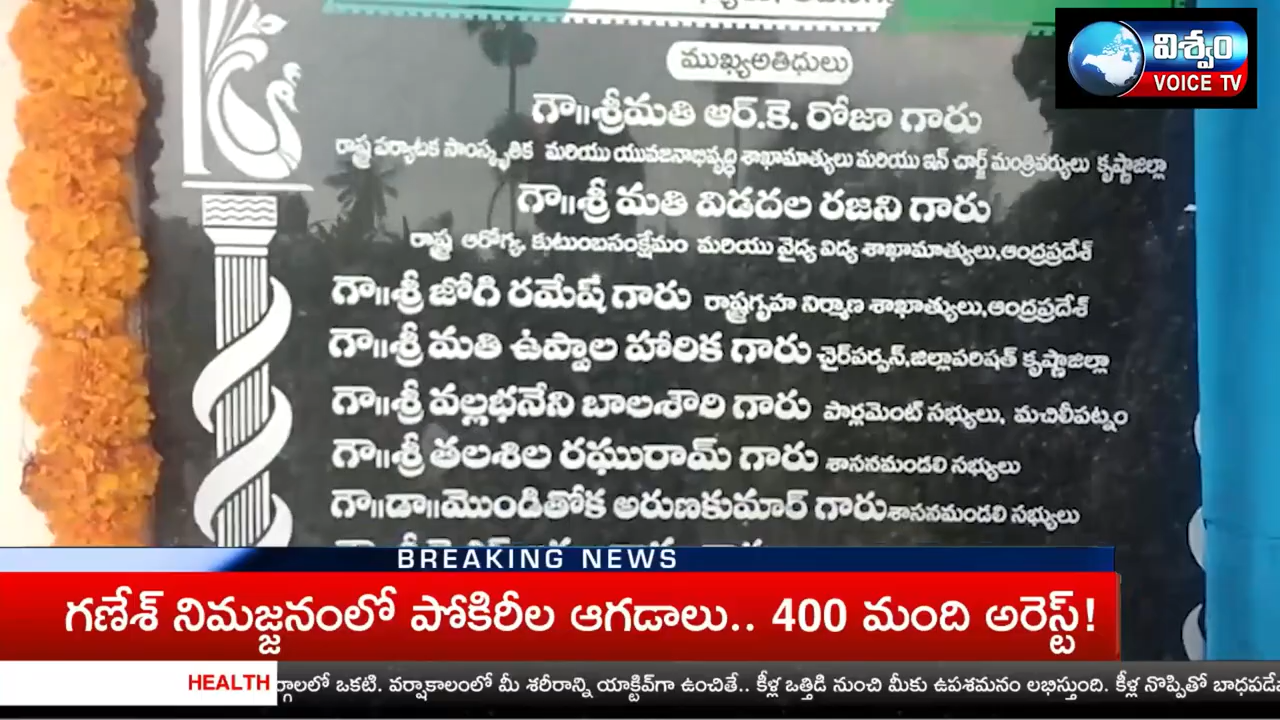 విశ్వం
VOICE TV
ముఖ్యఅతిధులు
గౌ॥శ్రీమతి ఆర్.కె. రోజా గారు
రాష్ట్ర పర్యాటక సాంస్కృతిక మరియు యువజనాభివృద్ధి శాఖామాత్యులు మరియు ఇన్ చార్జ్ మంత్రివర్యులు కృష్ణాజిల్లా
గౌ॥శ్రీ మతి విడదల రజని గారు
రాష్ట్ర ఆరోగ్య, కుటుంబసంక్షేమం మరియు వైద్య విద్య శాఖామాత్యులు,ఆంద్రప్రదేశ్
గౌ॥శ్రీ జోగి రమేష్ గారు రాష్ట్రగృహ నిర్మాణ శాఖాత్యులు,ఆంద్రప్రదేశ్
గౌ॥శ్రీ మతి ఉప్పాల హారిక గారు చైర్‌పర్సన్,జిల్లాపరిషత్ కృష్ణాజిల్లా
గౌ॥శ్రీ వల్లభనేని బాలశౌరి గారు పార్లమెంట్ సభ్యులు, మచిలీపట్నం
గౌ॥శ్రీ తలశిల రఘురామ్ గారు శాసనమండలి సభ్యులు
గౌ॥డా॥మొండితోక అరుణకుమార్ గారు శాసనమండలి సభ్యులు
BREAKING NEWS
గణేశ్ నిమజ్జనంలో పోకిరీల ఆగడాలు.. 400 మంది అరెస్ట్!
HEALTH ర్గాలలో ఒకటి. వర్షాకాలంలో మీ శరీరాన్ని యాక్టివ్‌గా ఉంచితే.. కీళ్ల ఒత్తిడి నుంచి మీకు ఉపశమనం లభిస్తుంది. కీళ్ల నొప్పితో బాధపడే